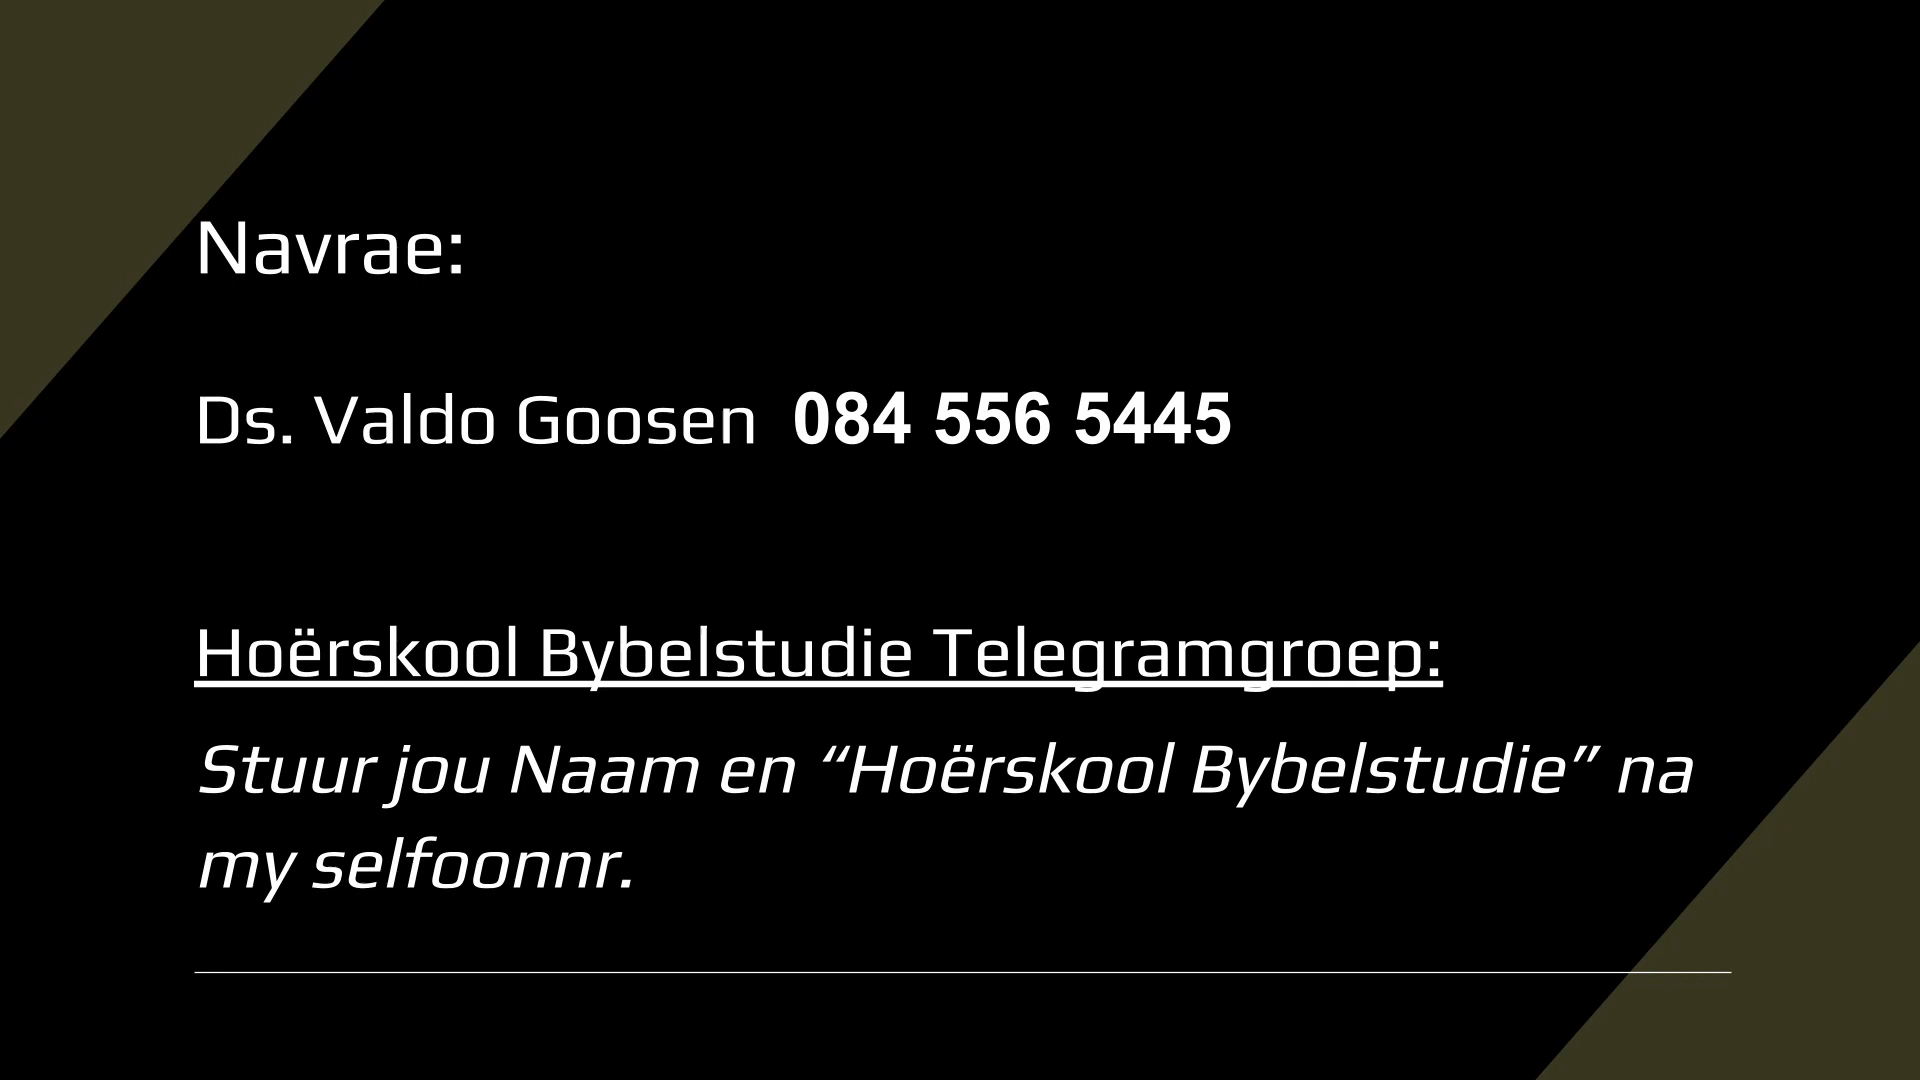 Navrae:
Ds. Valdo Goosen 084 556 5445
Hoërskool Bybelstudie Telegramgroep:
Stuur jou Naam en “Hoërskool Bybelstudie” na
my selfoonnr.